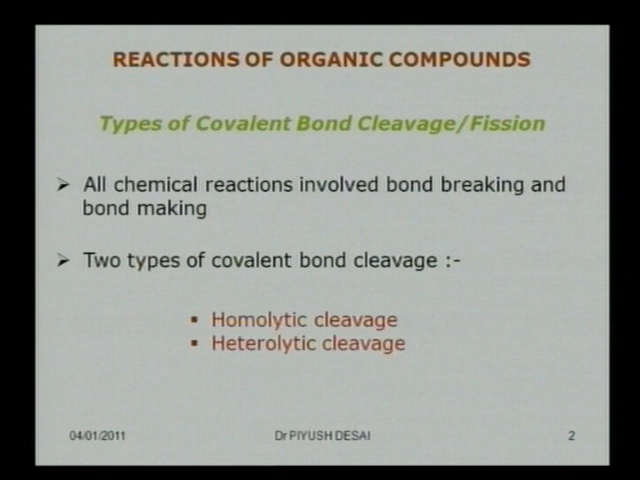 REACTIONS OF ORGANIC COMPOUNDS
Types of Covalent Bond Cleavage/Fission
➢ All chemical reactions involved bond breaking and
bond making
➢ Two types of covalent bond cleavage :-
▪ Homolytic cleavage
▪ Heterolytic cleavage
04/01/2011 Dr PIYUSH DESAI 2